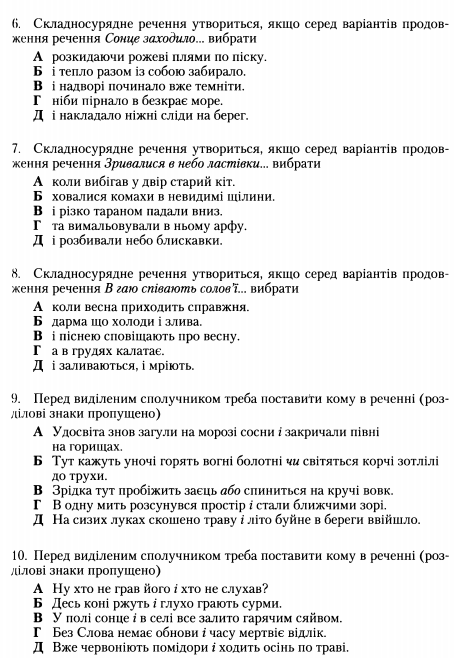 6. Складносурядне речення утвориться, якщо серед варіантів продов-
ження речення Сонце заходило... вибрати
А розкидаючи рожеві плями по піску.
Б і тепло разом із собою забирало.
В і надворі починало вже темніти.
Г ніби пірнало в безкрає море.
Д і накладало ніжні сліди на берег.
7. Складносурядне речення утвориться, якщо серед варіантів продов-
ження речення Зривалися в небо ластівки... вибрати
А коли вибігав у двір старий кіт.
Б ховалися комахи в невидимі щілини.
В і різко тараном падали вниз.
Г та вимальовували в ньому арфу.
Д і розбивали небо блискавки.
8. Складносурядне речення утвориться, якщо серед варіантів продов-
ження речення В гаю співають солов'ї... вибрати
А коли весна приходить справжня.
Б дарма що холоди і злива.
В і піснею сповіщають про весну.
Г а в грудях калатає.
Д і заливаються, і мріють.
9. Перед виділеним сполучником треба поставити кому в реченні (роз-
ділові знаки пропущено)
А Удосвіта знов загули на морозі сосни і закричали півні
на горищах.
Б Тут кажуть уночі горять вогні болотні чи світяться корчі зотлілі
до трухи.
В Зрідка тут пробіжить заєць або спиниться на кручі вовк.
Г В одну мить розсунувся простір і стали ближчими зорі.
Д На сизих луках скошено траву і літо буйне в береги ввійшло.
10. Перед виділеним сполучником треба поставити кому в реченні (роз-
ділові знаки пропущено)
А Ну хто не грав його і хто не слухав?
Б Десь коні ржуть і глухо грають сурми.
В У полі сонце і в селі все залито гарячим сяйвом.
Г Без Слова немає обнови і часу мертвіє відлік.
Д Вже червоніють помідори і ходить осінь по траві.